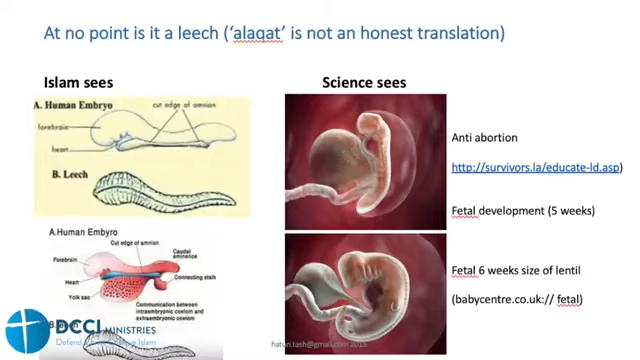 At no point is it a leech ('alaqat' is not an honest translation)
Islam sees
Science sees
A. Human Embryo
cut edge of amnion
forebrain
heart
B. Leech
A.Human Embyro
Cut edge of amnion
Forebrain
Caudal
eminence
Heart
Connecting stalk
Yolk sac
Communication between
intraembryonic coelom and
extraembryonic coelom
Anti abortion
http://survivors.la/educate-ld.asp)
Fetal development (5 weeks)
Fetal 6 weeks size of lentil
(babycentre.co.uk:// fetal)
DCCI MINISTRIES
hatun.tash@gmail.com